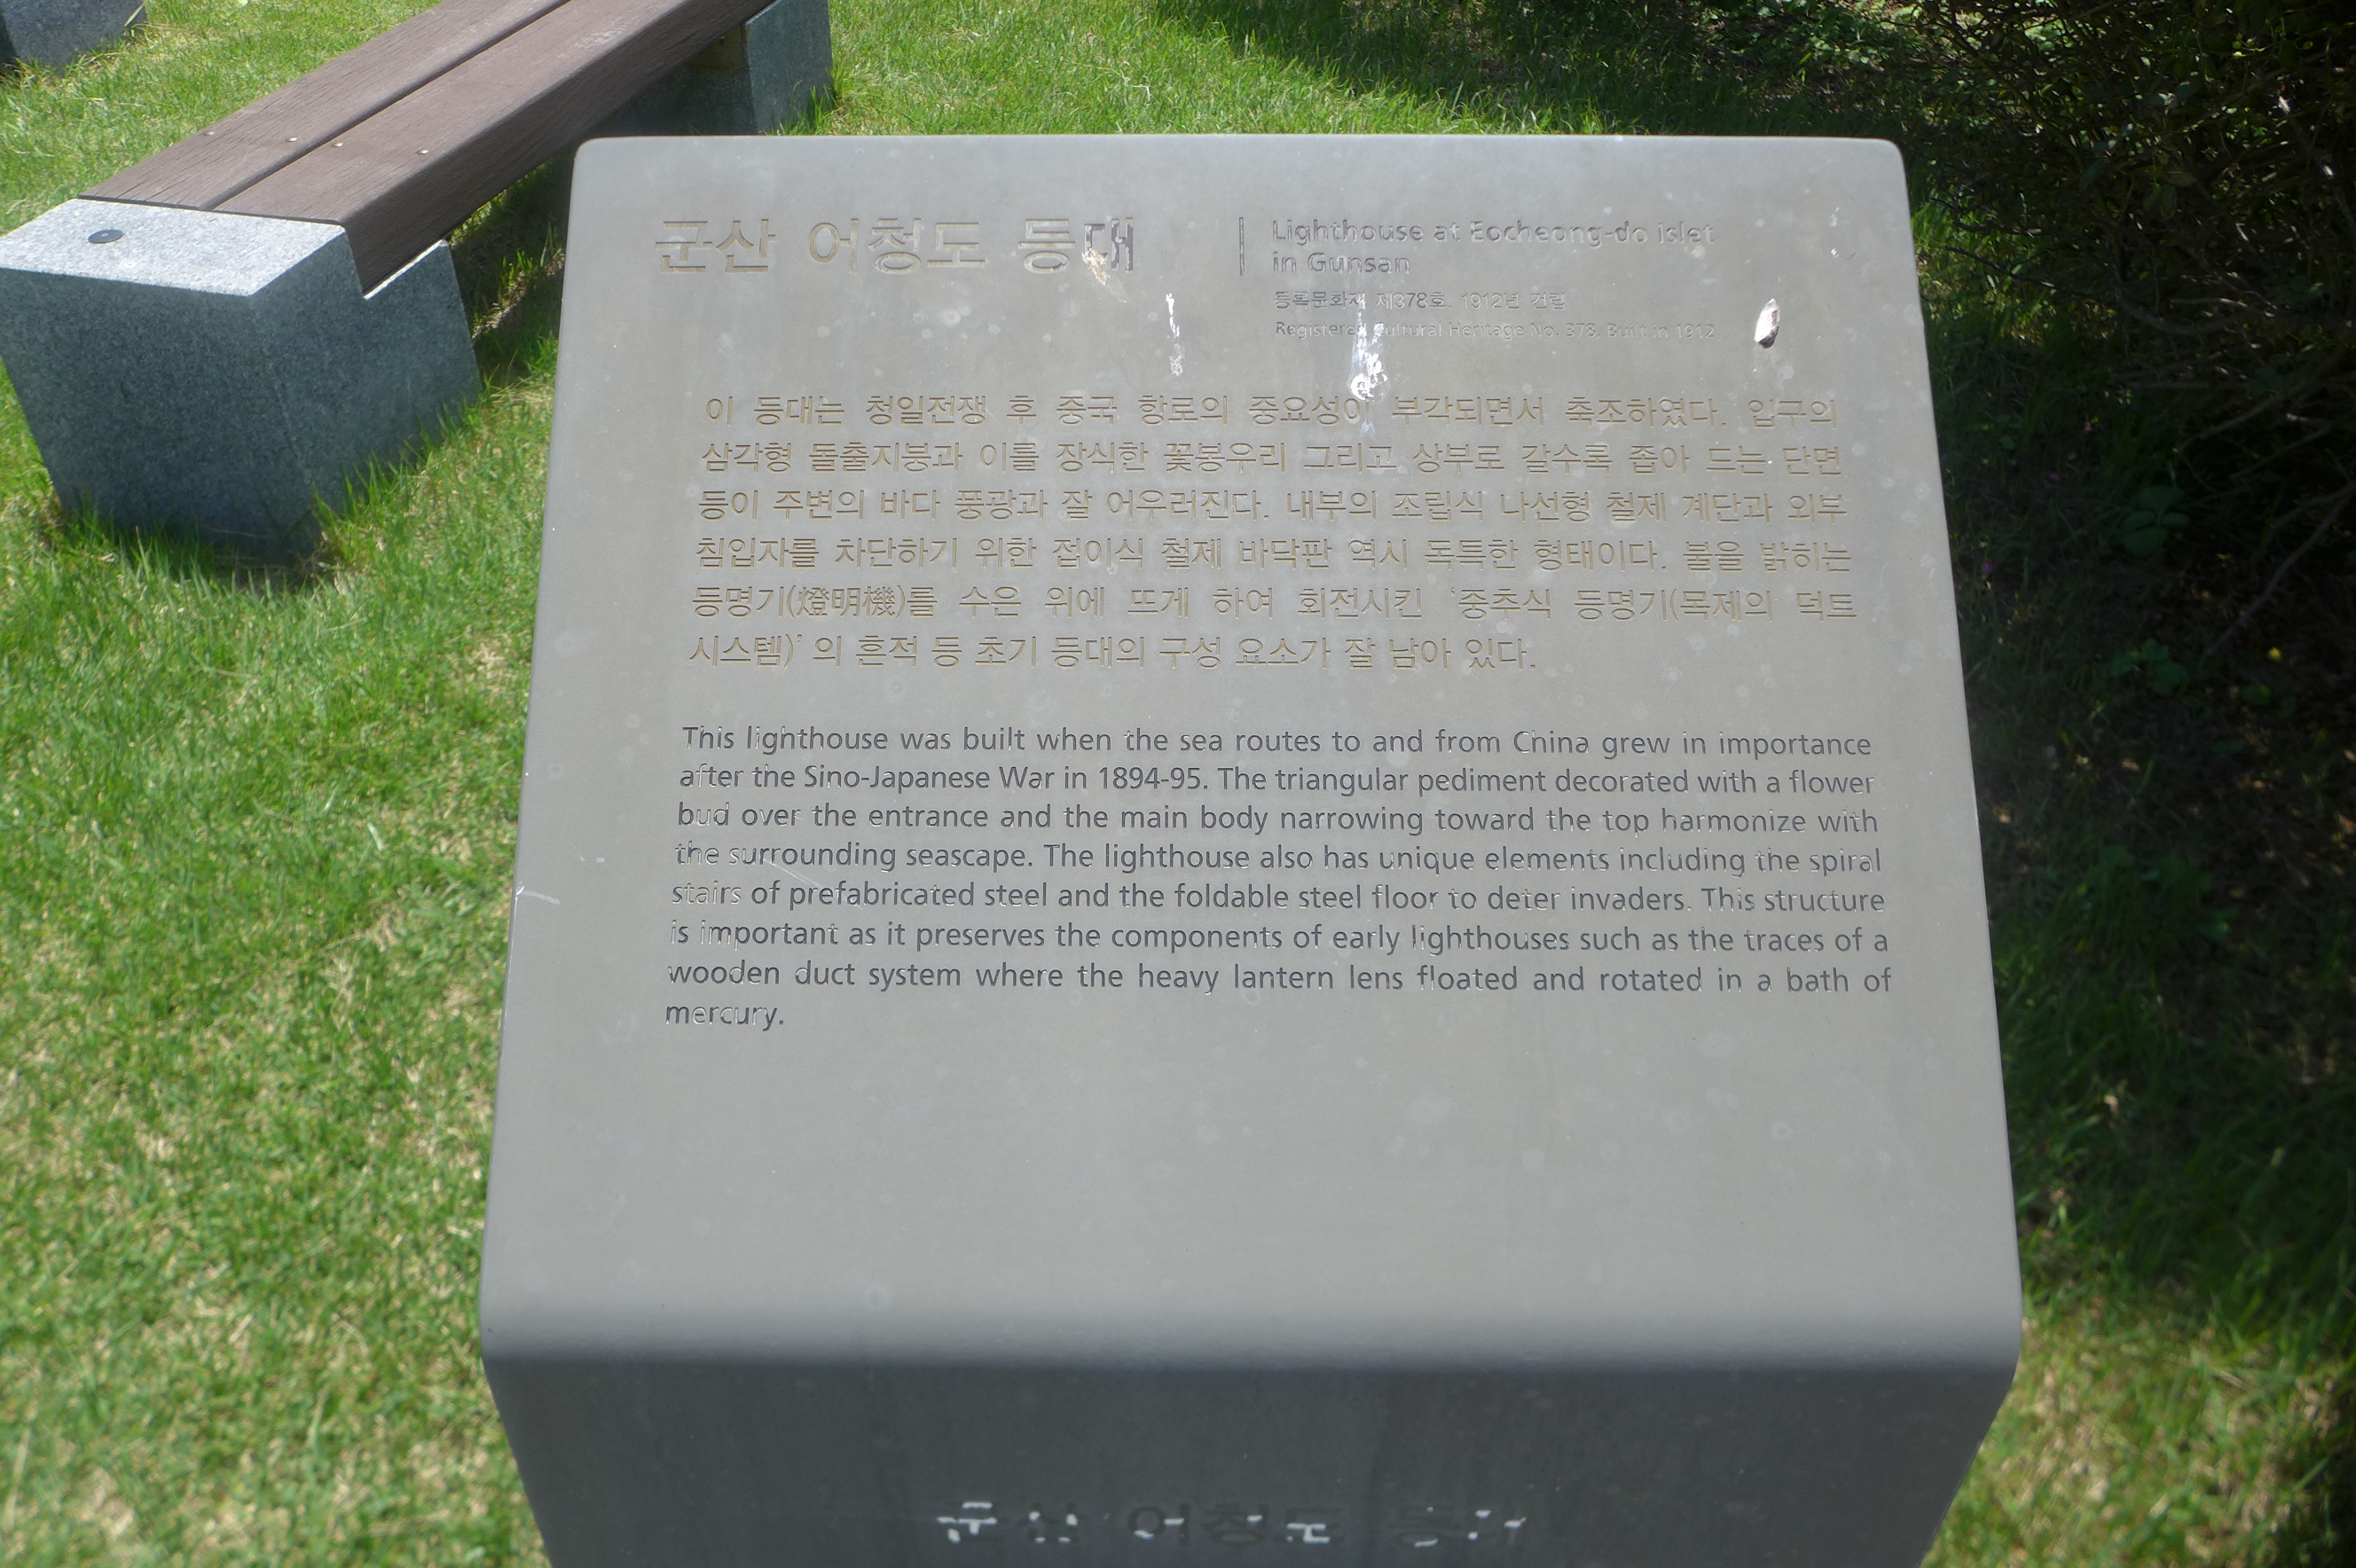 군산 어청도 등대
Lighthouse at Eocheong-do Islet
in Gunsan
등록문화재 제378호. 1912년 건립
Registered Cultural Heritage No. 378. Built in 1912
이 등대는 청일전쟁 후 중국 항로의 중요성이 부각되면서 축조하였다. 입구의
삼각형 돌출지붕과 이를 장식한 꽃봉우리 그리고 상부로 갈수록 좁아 드는 단면
등이 주변의 바다 풍광과 잘 어우러진다. 내부의 조립식 나선형 철제 계단과 외부
침입자를 차단하기 위한 접이식 철제 바닥판 역시 독특한 형태이다. 불을 밝히는
등명기(燈明機)를 수은 위에 뜨게 하여 회전시킨 ‘중추식 등명기(목제의 덕트
시스템)’ 의 흔적 등 초기 등대의 구성 요소가 잘 남아 있다.
This lighthouse was built when the sea routes to and from China grew in importance
after the Sino-Japanese War in 1894-95. The triangular pediment decorated with a flower
bud over the entrance and the main body narrowing toward the top harmonize with
the surrounding seascape. The lighthouse also has unique elements including the spiral
stairs of prefabricated steel and the foldable steel floor to deter invaders. This structure
is important as it preserves the components of early lighthouses such as the traces of a
wooden duct system where the heavy lantern lens floated and rotated in a bath of
mercury.
군산 어청도 등대